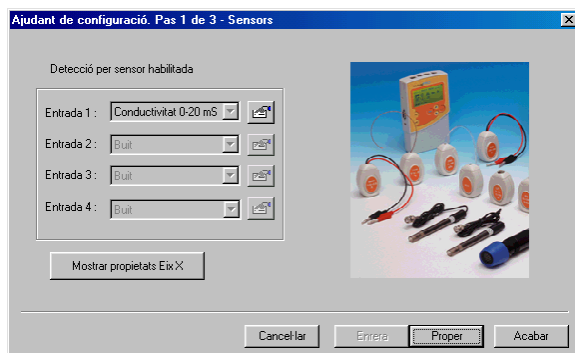 Ajudant de configuració. Pas 1 de 3 - Sensors
Detecció per sensor habilitada
Entrada 1 : Conductivitat 0-20 mS
Entrada 2 : Buit
Entrada 3 : Buit
Entrada 4 : Buit
Mostrar propietats Eix X
Cancel·lar Enrera Proper Acabar